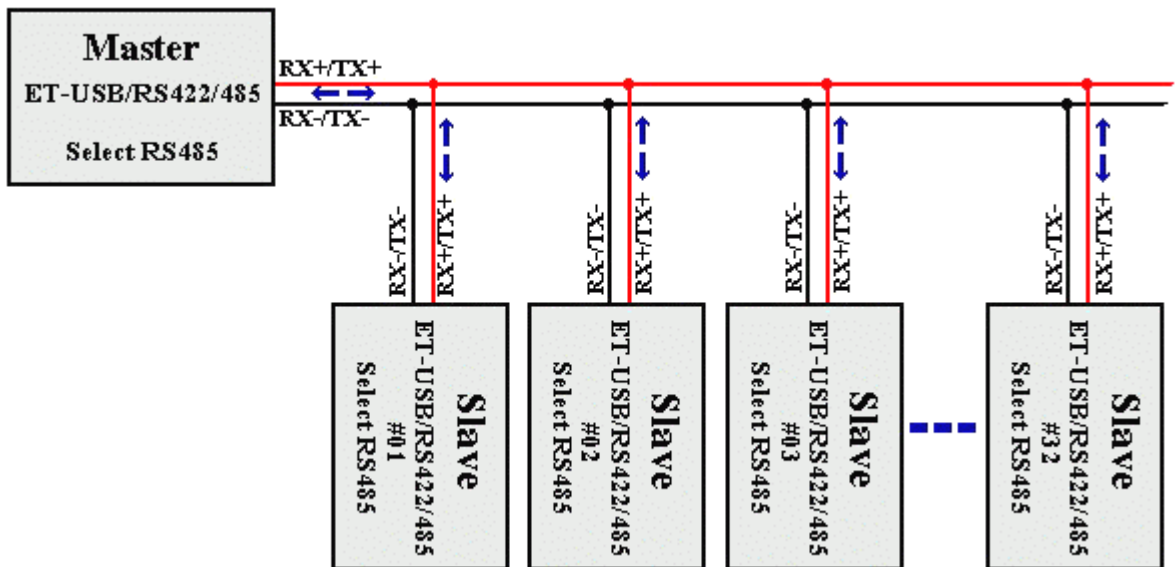 Master
ET-USB/RS422/485
Select RS485
RX+/TX+
RX-/TX-
RX-/TX-
RX+/TX+
RX-/TX-
RX+/TX+
RX-/TX-
RX+/TX+
RX-/TX-
RX+/TX+
Slave
ET-USB/RS422/485
#01
Select RS485
Slave
ET-USB/RS422/485
#02
Select RS485
Slave
ET-USB/RS422/485
#03
Select RS485
Slave
ET-USB/RS422/485
#32
Select RS485